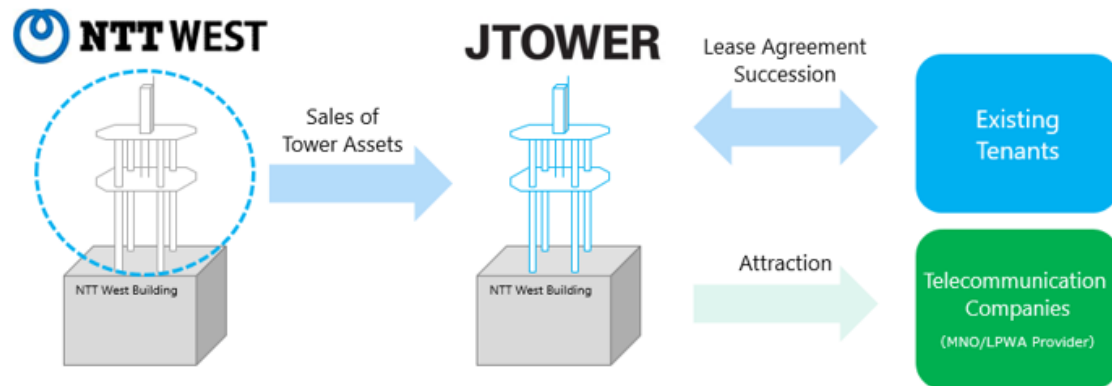 NTT WEST
JTOWER
Lease Agreement
Succession
Sales of
Tower Assets
Existing
Tenants
NTT West Building
NTT West Building
Attraction
Telecommunication
Companies
(MNO/LPWA Provider)